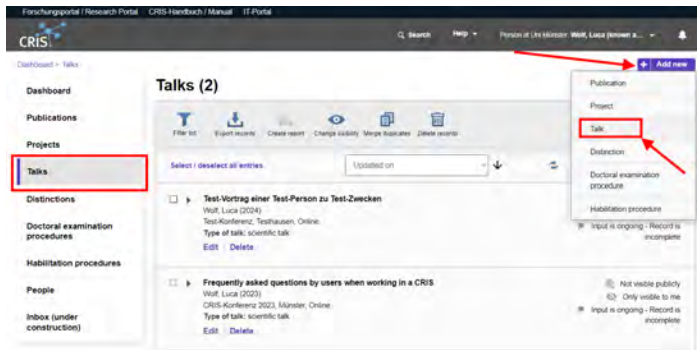 Forschungsportal / Research Portal CRIS-Handbuch / Manual IT-Portal
CRIS
Search Help Person at Uni Münster: Wolf, Luca (known a...
Dashboard > Talks
+ Add new
Dashboard
Publications
Projects
Talks
Distinctions
Doctoral examination
procedures
Habilitation procedures
People
Inbox (under
construction)
Talks (2)
Filter list Export records Create report Change visibility Merge duplicates Delete records
Select / deselect all entries
Updated on
Publication
Project
Talk
Distinction
Doctoral examination
procedure
Habilitation procedure
Test-Vortrag einer Test-Person zu Test-Zwecken
Wolf, Luca (2024)
Test-Konferenz, Testhausen, Online.
Type of talk: scientific talk
Edit Delete
Input is ongoing - Record is
incomplete
Frequently asked questions by users when working in a CRIS
Wolf, Luca (2023)
CRIS-Konferenz 2023, Münster, Online.
Type of talk: scientific talk
Edit Delete
Not visible publicly
Only visible to me
Input is ongoing - Record is
incomplete